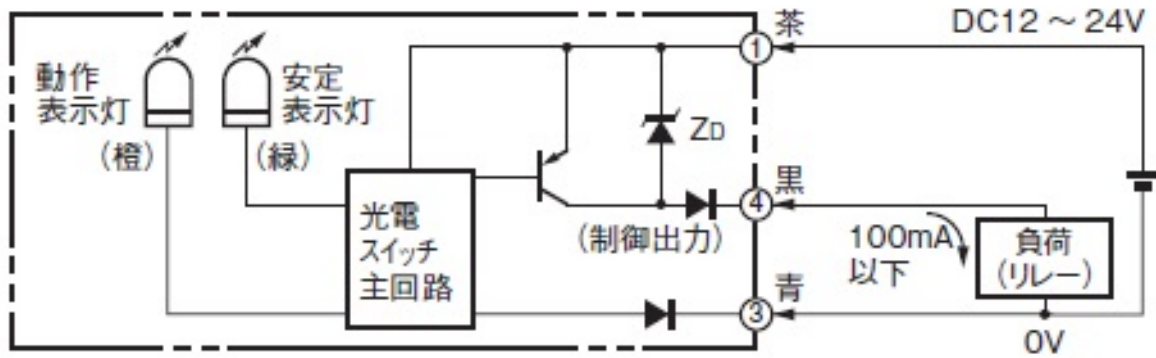 動作
表示灯
(橙)
安定
表示灯
(緑)
光電
スイッチ
主回路
ZD
(制御出力)
1
茶
DC12 ～ 24V
4
黒
100mA
以下
負荷
(リレー)
3
青
0V